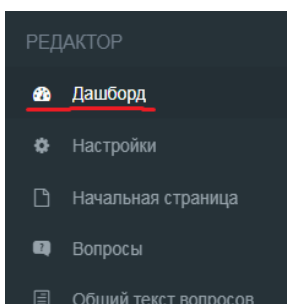 РЕДАКТОР
Дашборд
Настройки
Начальная страница
Вопросы
Общий текст вопросов